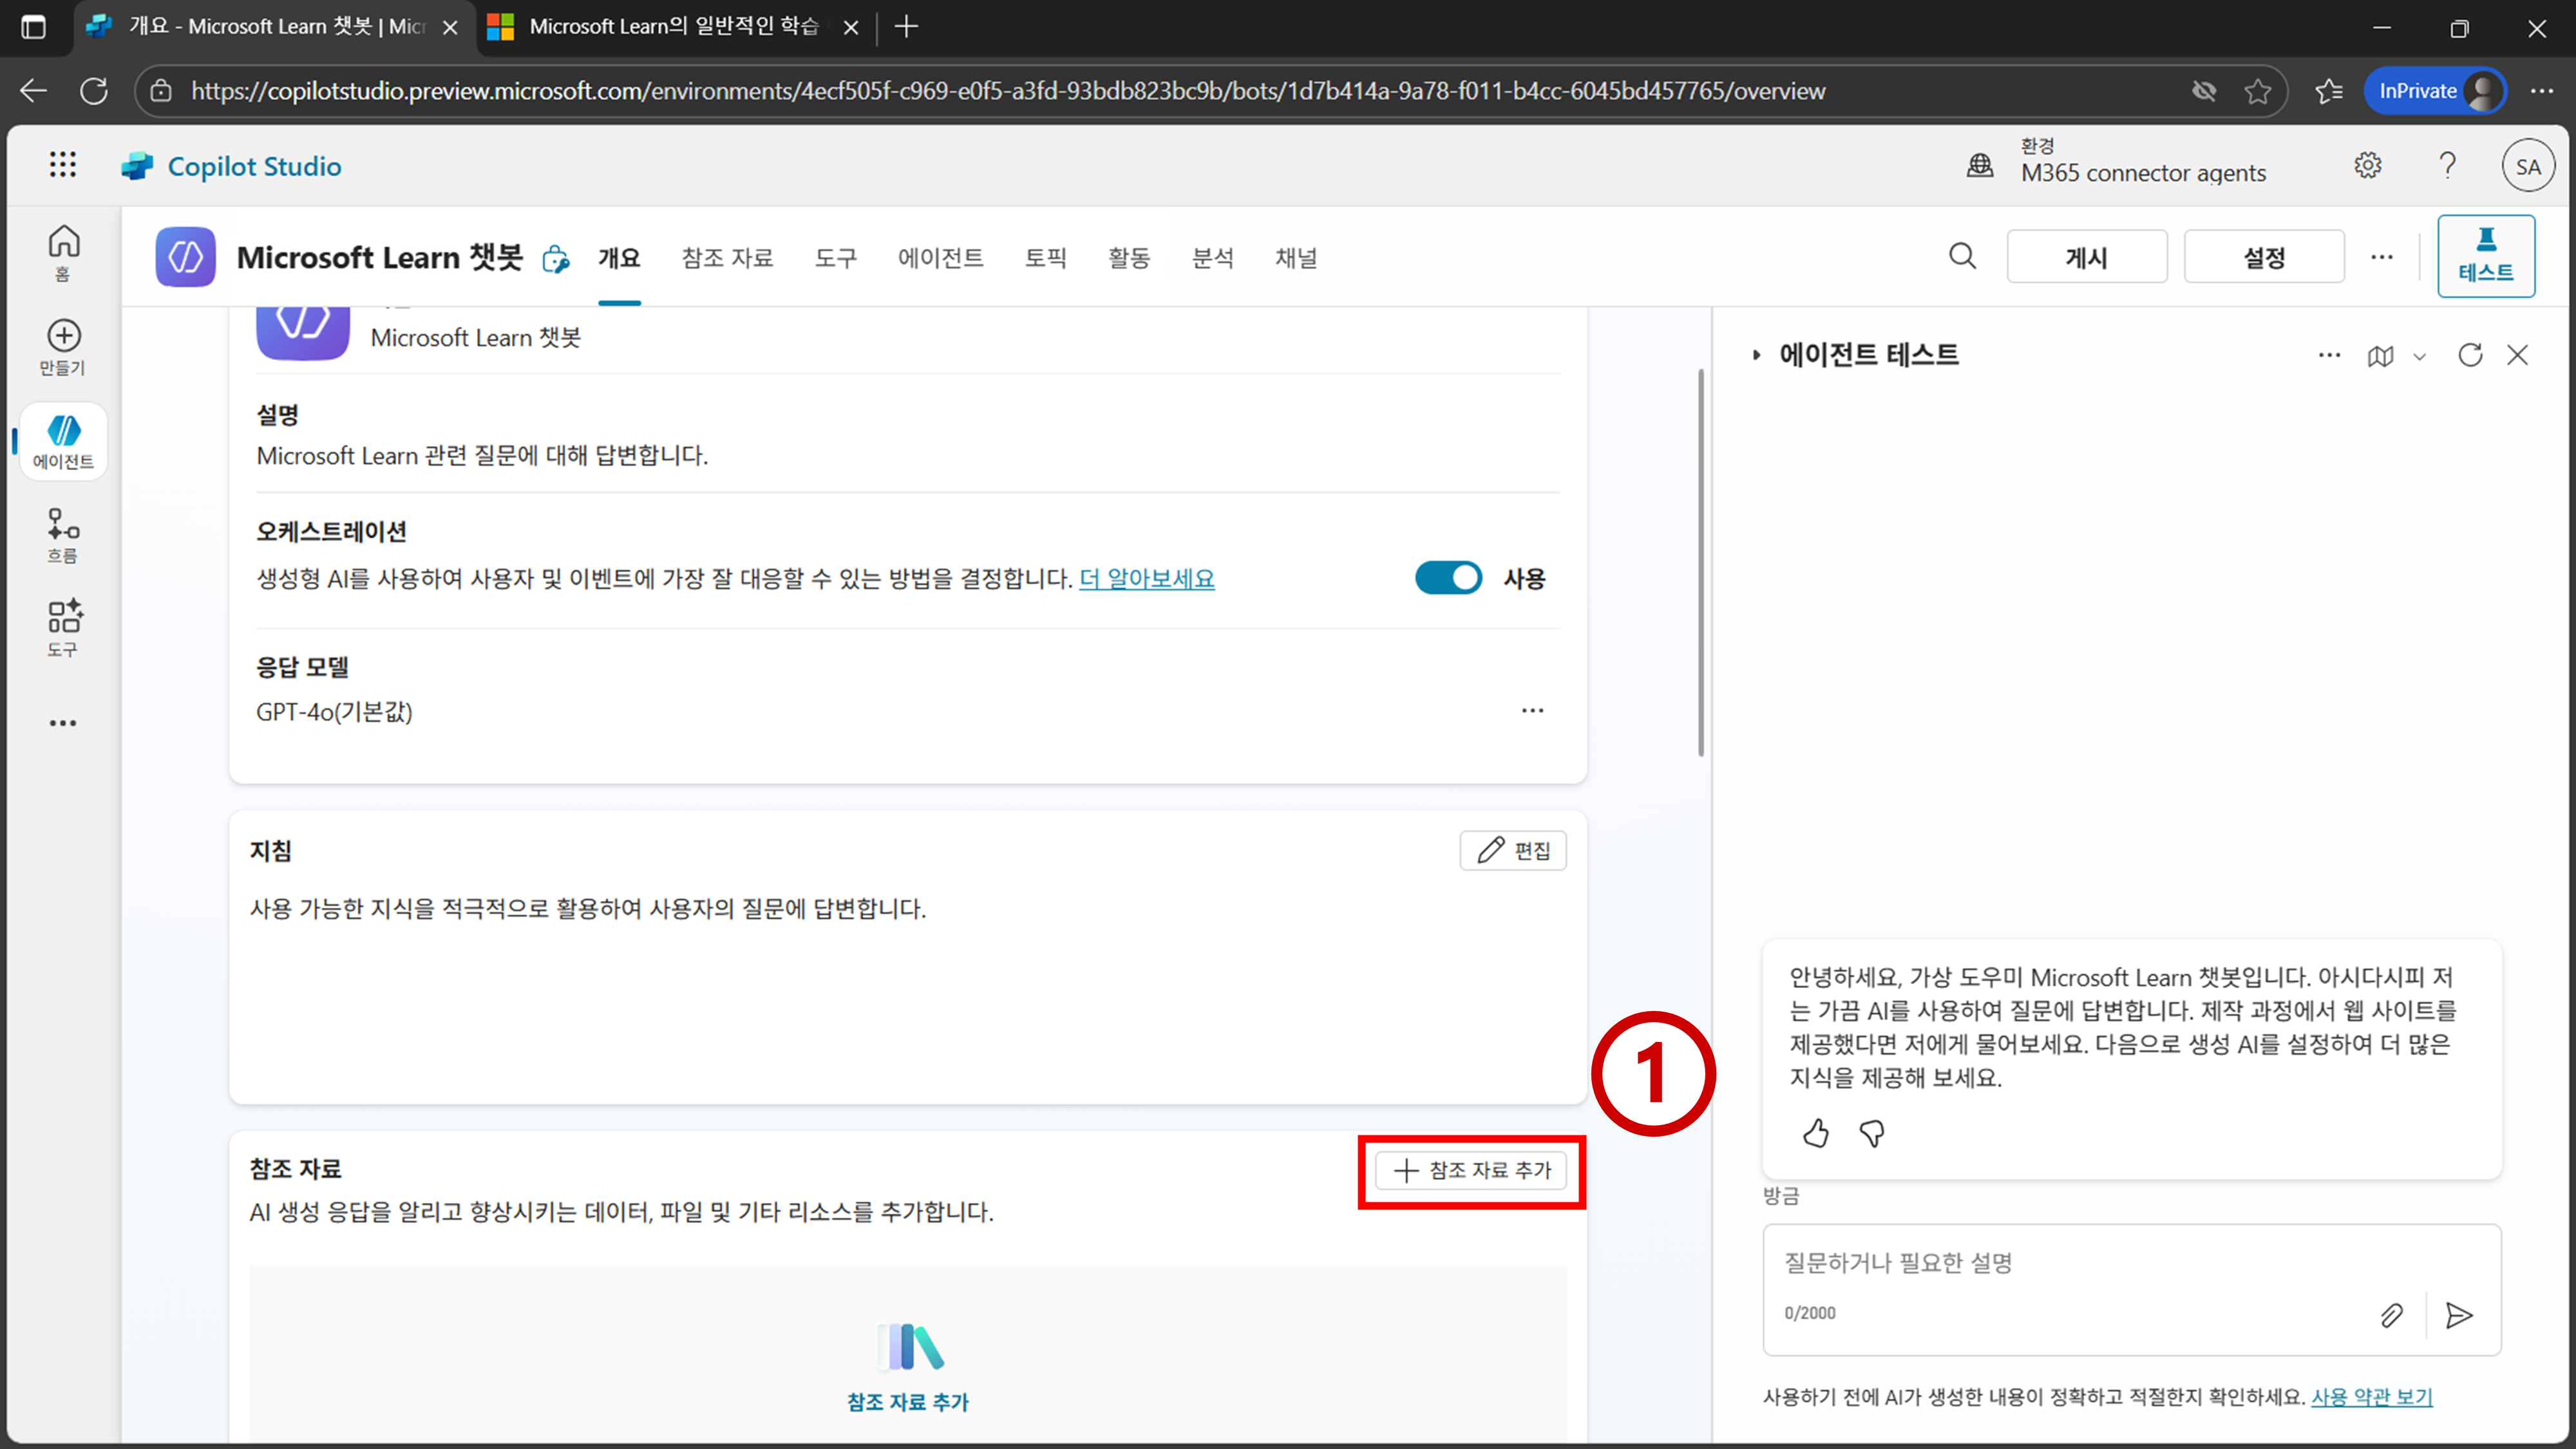 개요 - Microsoft Learn 챗봇 | Micr
Microsoft Learn의 일반적인 학습
https://copilotstudio.preview.microsoft.com/environments/4ecf505f-c969-e0f5-a3fd-93bdb823bc9b/bots/1d7b414a-9a78-f011-b4cc-6045bd457765/overview
InPrivate
Copilot Studio
환경
M365 connector agents
SA
홈
만들기
에이전트
흐름
도구
Microsoft Learn 챗봇
개요
참조 자료
도구
에이전트
토픽
활동
분석
채널
게시
설정
테스트
Microsoft Learn 챗봇
설명
Microsoft Learn 관련 질문에 대해 답변합니다.
오케스트레이션
생성형 AI를 사용하여 사용자 및 이벤트에 가장 잘 대응할 수 있는 방법을 결정합니다. 더 알아보세요
사용
응답 모델
GPT-4o(기본값)
지침
편집
사용 가능한 지식을 적극적으로 활용하여 사용자의 질문에 답변합니다.
1
참조 자료
참조 자료 추가
AI 생성 응답을 알리고 향상시키는 데이터, 파일 및 기타 리소스를 추가합니다.
참조 자료 추가
에이전트 테스트
안녕하세요, 가상 도우미 Microsoft Learn 챗봇입니다. 아시다시피 저
는 가끔 AI를 사용하여 질문에 답변합니다. 제작 과정에서 웹 사이트를
제공했다면 저에게 물어보세요. 다음으로 생성 AI를 설정하여 더 많은
지식을 제공해 보세요.
방금
질문하거나 필요한 설명
0/2000
사용하기 전에 AI가 생성한 내용이 정확하고 적절한지 확인하세요. 사용 약관 보기